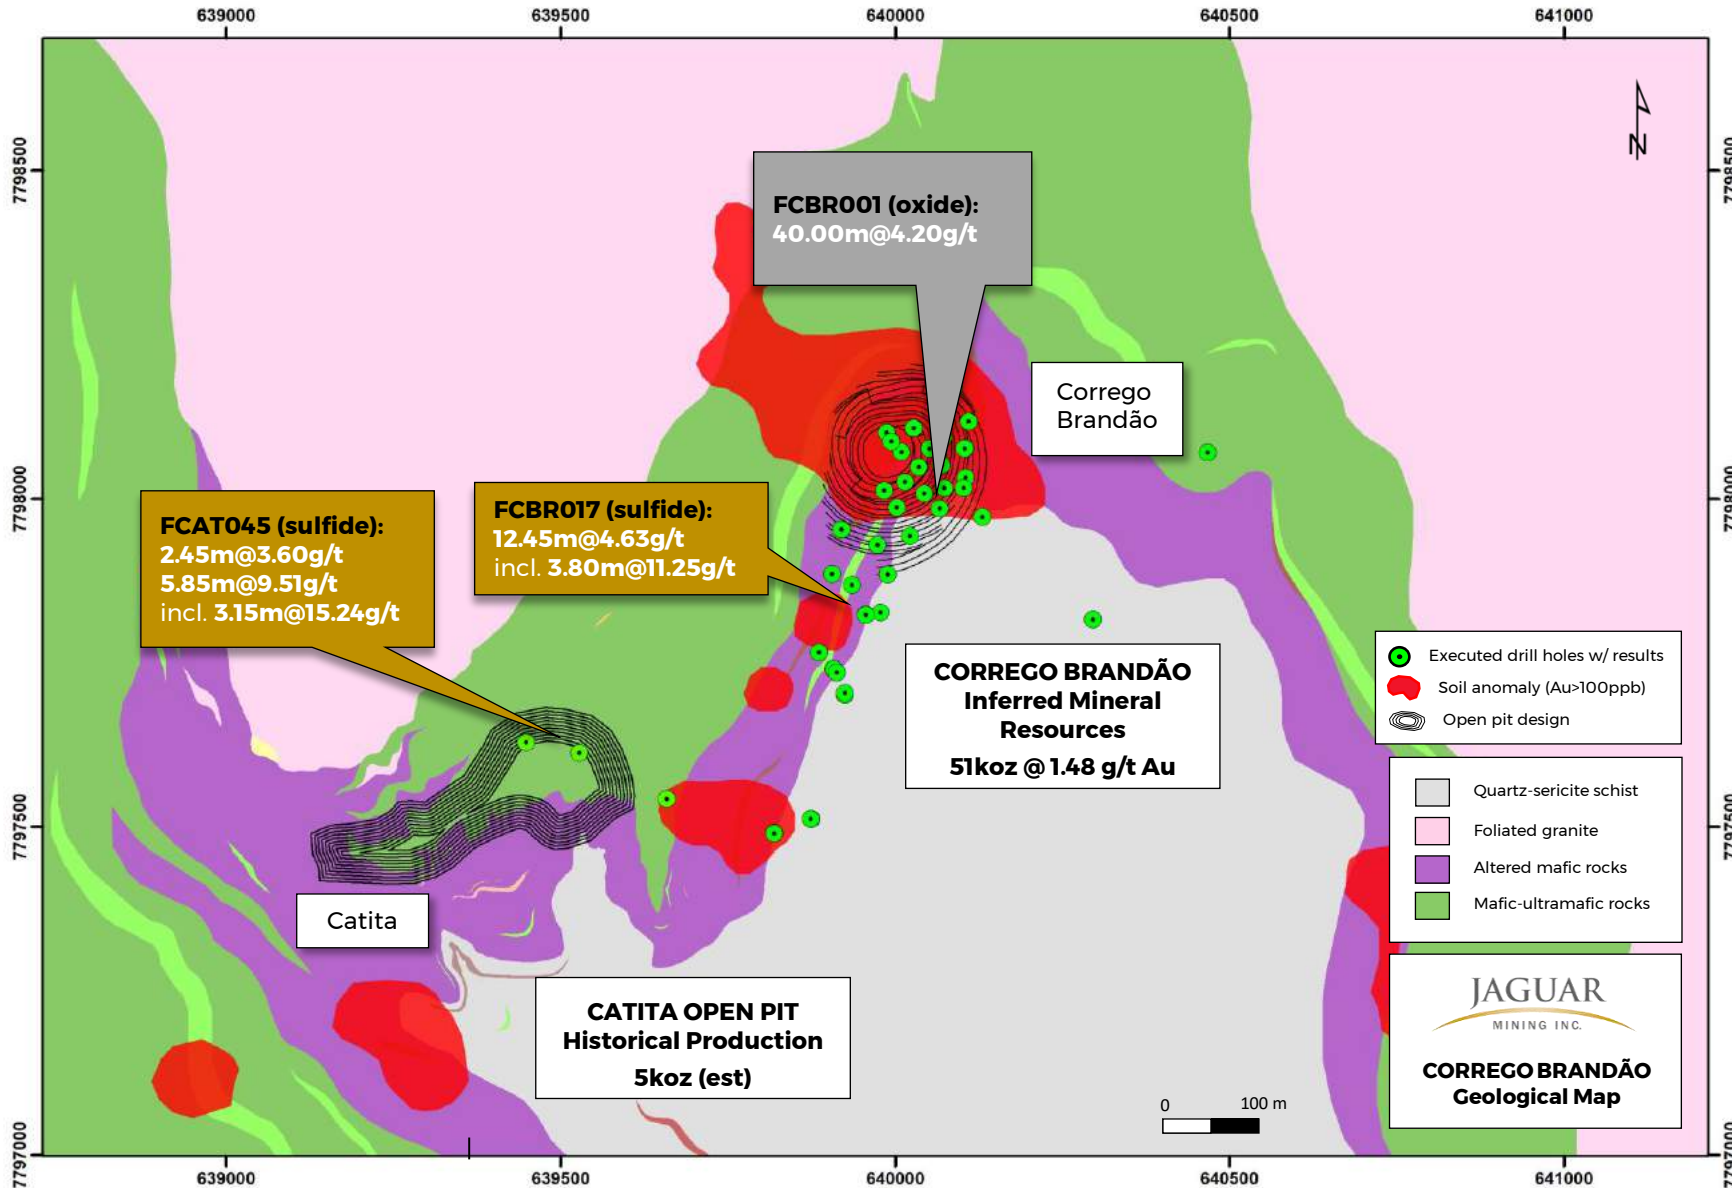 639000
639500
640000
640500
641000
7798500
7798500
N
FCBR001 (oxide):
40.00m@4.20g/t
Corrego
Brandão
7798000
7798000
FCAT045 (sulfide):
2.45m@3.60g/t
5.85m@9.51g/t
incl. 3.15m@15.24g/t
FCBR017 (sulfide):
12.45m@4.63g/t
incl. 3.80m@11.25g/t
CORREGO BRANDÃO
Inferred Mineral
Resources
51koz @ 1.48 g/t Au
Executed drill holes w/ results
Soil anomaly (Au>100ppb)
Open pit design
Quartz-sericite schist
Foliated granite
Altered mafic rocks
Mafic-ultramafic rocks
7797500
7797500
Catita
CATITA OPEN PIT
Historical Production
5koz (est)
JAGUAR
MINING INC.
CORREGO BRANDÃO
Geological Map
0 100 m
7797000
7797000
639000
639500
640000
640500
641000